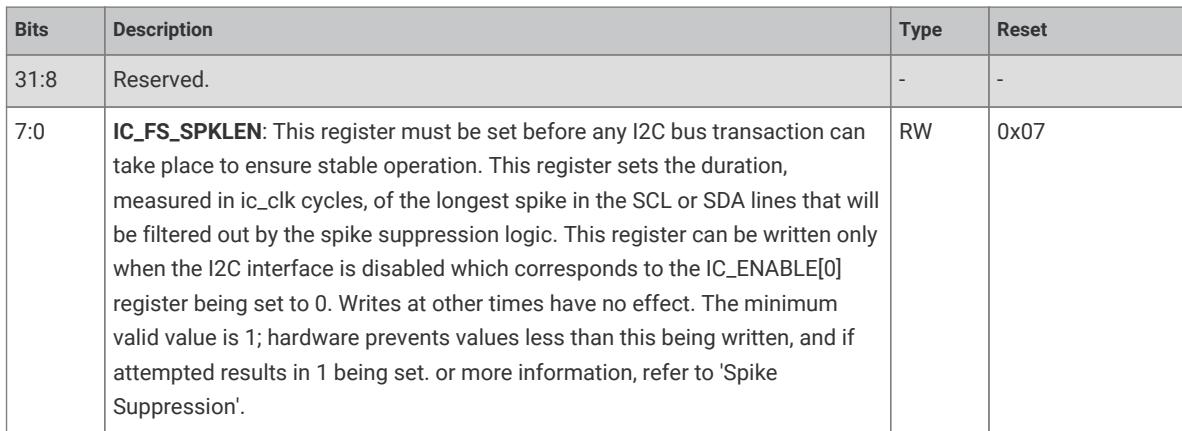 Bits Description Type Reset
31:8 Reserved. - -
7:0 IC_FS_SPKLEN: This register must be set before any I2C bus transaction can RW 0x07
take place to ensure stable operation. This register sets the duration,
measured in ic_clk cycles, of the longest spike in the SCL or SDA lines that will
be filtered out by the spike suppression logic. This register can be written only
when the I2C interface is disabled which corresponds to the IC_ENABLE[0]
register being set to 0. Writes at other times have no effect. The minimum
valid value is 1; hardware prevents values less than this being written, and if
attempted results in 1 being set. or more information, refer to 'Spike
Suppression'.